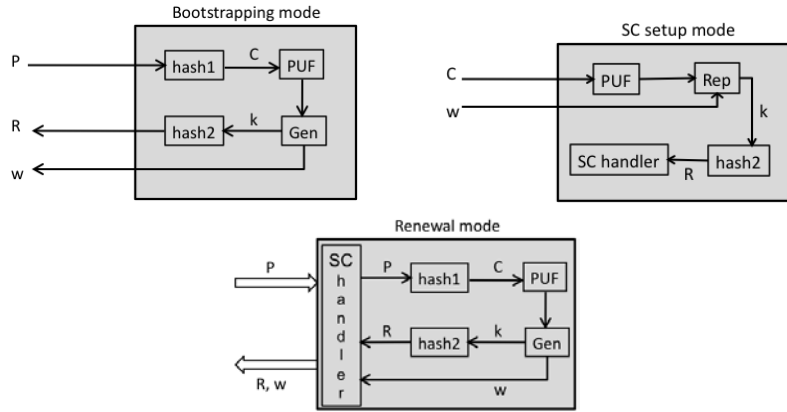 Bootstrapping mode
P
hash1
C
PUF
R
hash2
k
Gen
w
SC setup mode
C
PUF
Rep
w
k
SC handler
R
hash2
Renewal mode
SC
h
a
n
d
l
e
r
P
P
hash1
C
PUF
R
hash2
k
Gen
R, w
w